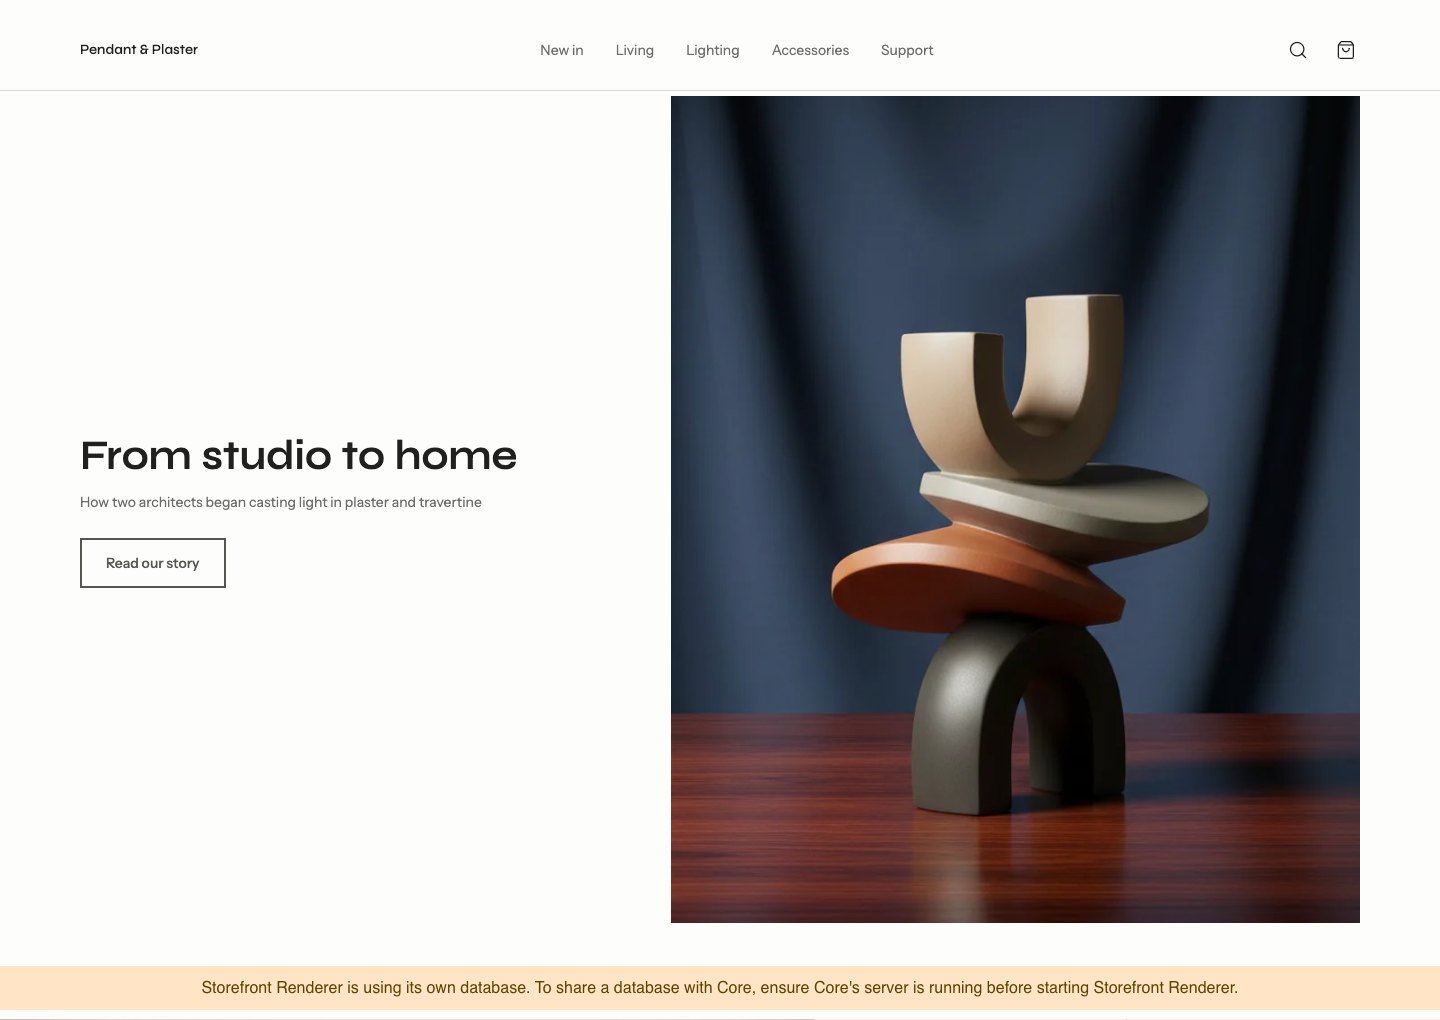 Pendant & Plaster
New in
Living
Lighting
Accessories
Support
From studio to home
How two architects began casting light in plaster and travertine
Read our story
Storefront Renderer is using its own database. To share a database with Core, ensure Core's server is running before starting Storefront Renderer.